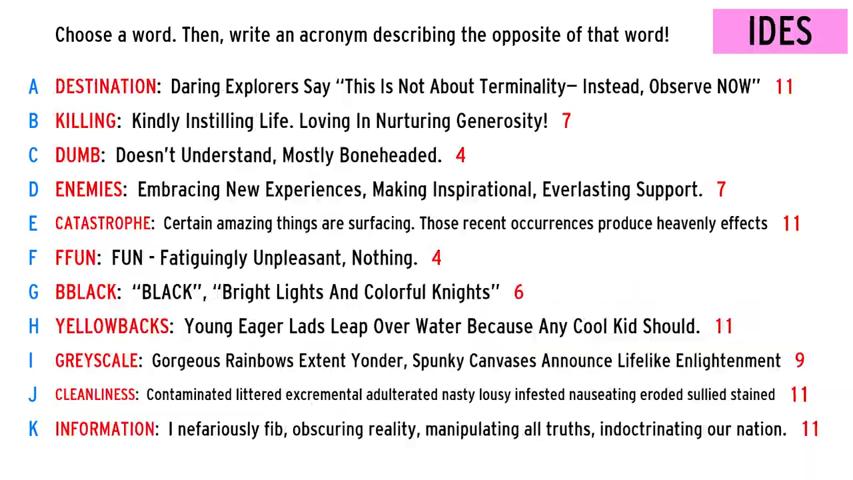 Choose a word. Then, write an acronym describing the opposite of that word!
IDES
A DESTINATION: Daring Explorers Say “This Is Not About Terminality– Instead, Observe NOW” 11
B KILLING: Kindly Instilling Life. Loving In Nurturing Generosity! 7
C DUMB: Doesn't Understand, Mostly Boneheaded. 4
D ENEMIES: Embracing New Experiences, Making Inspirational, Everlasting Support. 7
E CATASTROPHE: Certain amazing things are surfacing. Those recent occurrences produce heavenly effects 11
F FFUN: FUN - Fatiguingly Unpleasant, Nothing. 4
G BBLACK: “BLACK”, “Bright Lights And Colorful Knights” 6
H YELLOWBACKS: Young Eager Lads Leap Over Water Because Any Cool Kid Should. 11
I GREYSCALE: Gorgeous Rainbows Extent Yonder, Spunky Canvases Announce Lifelike Enlightenment 9
J CLEANLINESS: Contaminated littered excremental adulterated nasty lousy infested nauseating eroded sullied stained 11
K INFORMATION: I nefariously fib, obscuring reality, manipulating all truths, indoctrinating our nation. 11